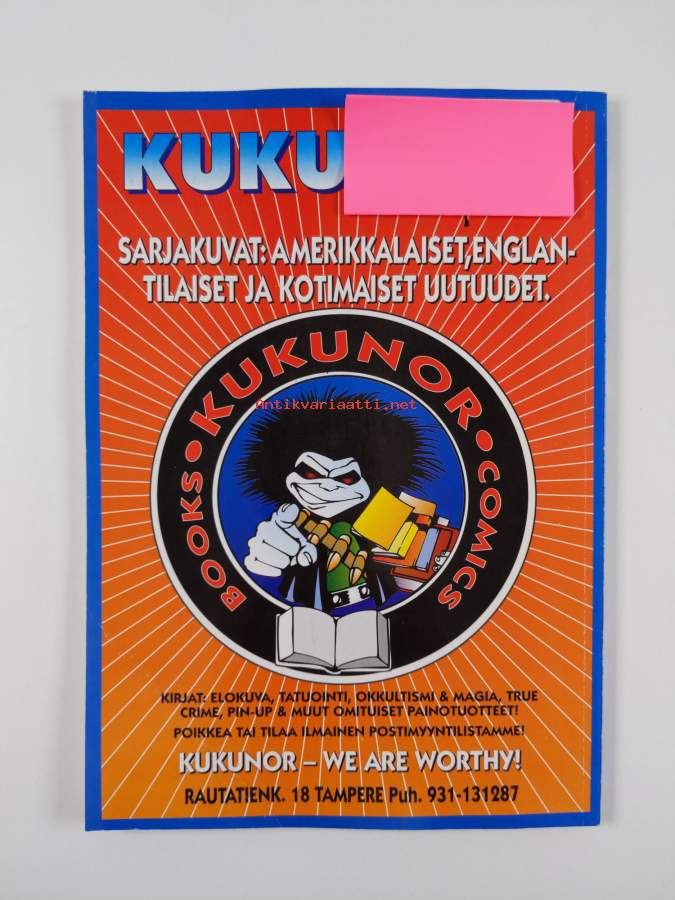 KUKU
SARJAKUVAT: AMERIKKALAISET, ENGLAN-
TILAISET JA KOTIMAISET UUTUUDET.
BOOKS • KUKUNOR • COMICS
Antikvariaatti.net
KIRJAT: ELOKUVA, TATUOINTI, OKKULTISMI & MAGIA, TRUE
CRIME, PIN-UP & MUUT OMITUISET PAINOTUOTTEET!
POIKKEA TAI TILAA ILMAINEN POSTIMYYNTILISTAMME!
KUKUNOR – WE ARE WORTHY!
RAUTATIENK. 18 TAMPERE Puh. 931-131287